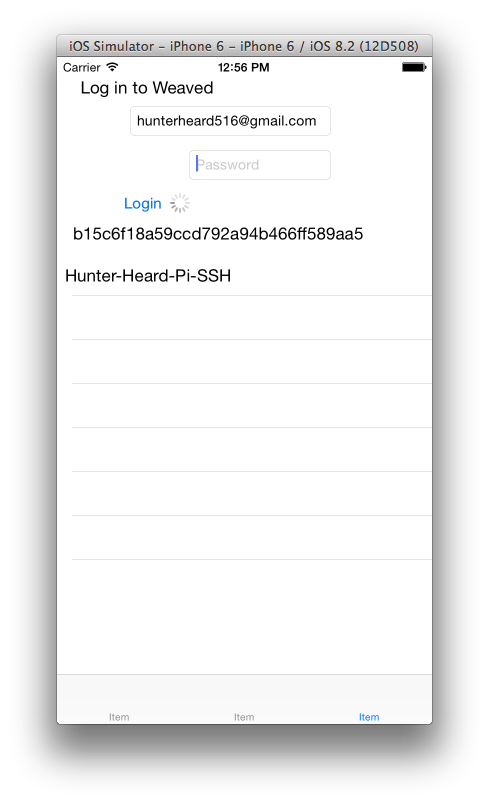 iOS Simulator – iPhone 6 – iPhone 6 / iOS 8.2 (12D508)
Carrier 12:56 PM
Log in to Weaved
hunterheard516@gmail.com
Password
Login
b15c6f18a59ccd792a94b466ff589aa5
Hunter-Heard-Pi-SSH
Item Item Item